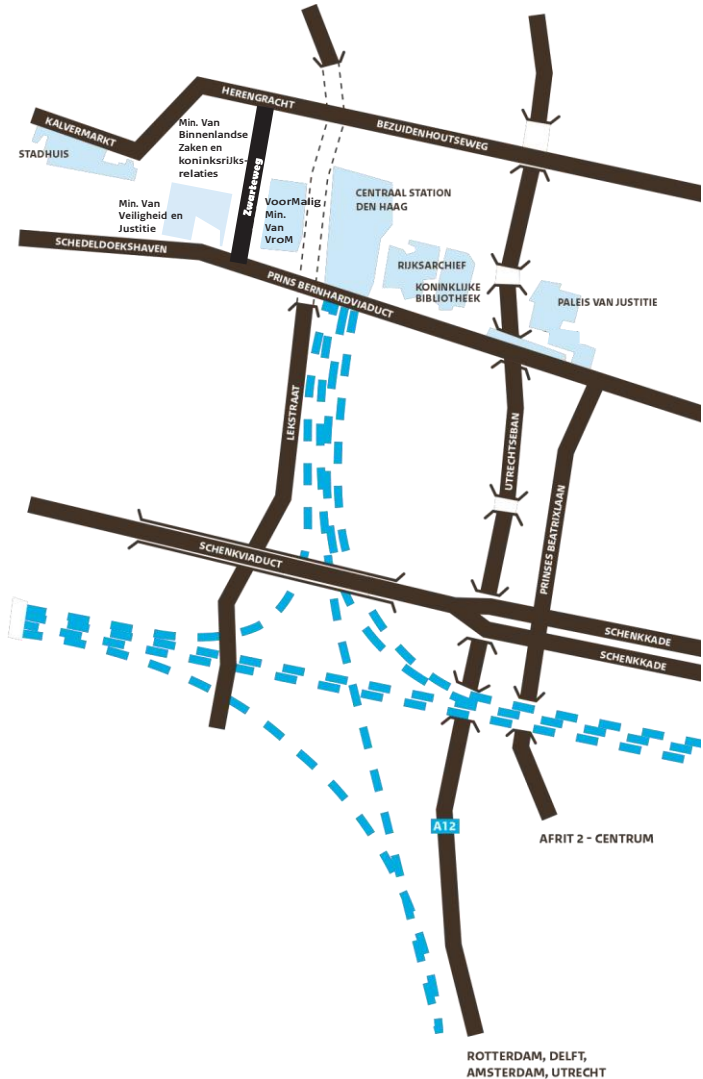 HERENGRACHT
KALVERMARKT
BEZUIDENHOUTSEWEG
STADHUIS
Min. Van
Binnenlandse
Zaken en
koninksrijks-
relaties
Zwarteweg
Min. Van
Veiligheid en
Justitie
VoorMalig
Min.
Van
VroM
CENTRAAL STATION
DEN HAAG
SCHEDELDOEKSHAVEN
PRINS BERNHARDVIADUCT
RIJKSARCHIEF
KONINKLIJKE
BIBLIOTHEEK
PALEIS VAN JUSTITIE
LEKSTRAAT
UTRECHTSEBAN
PRINSES BEATRIXLAAN
SCHENKVIADUCT
SCHENKKADE
SCHENKKADE
A12
AFRIT 2 – CENTRUM
ROTTERDAM, DELFT,
AMSTERDAM, UTRECHT